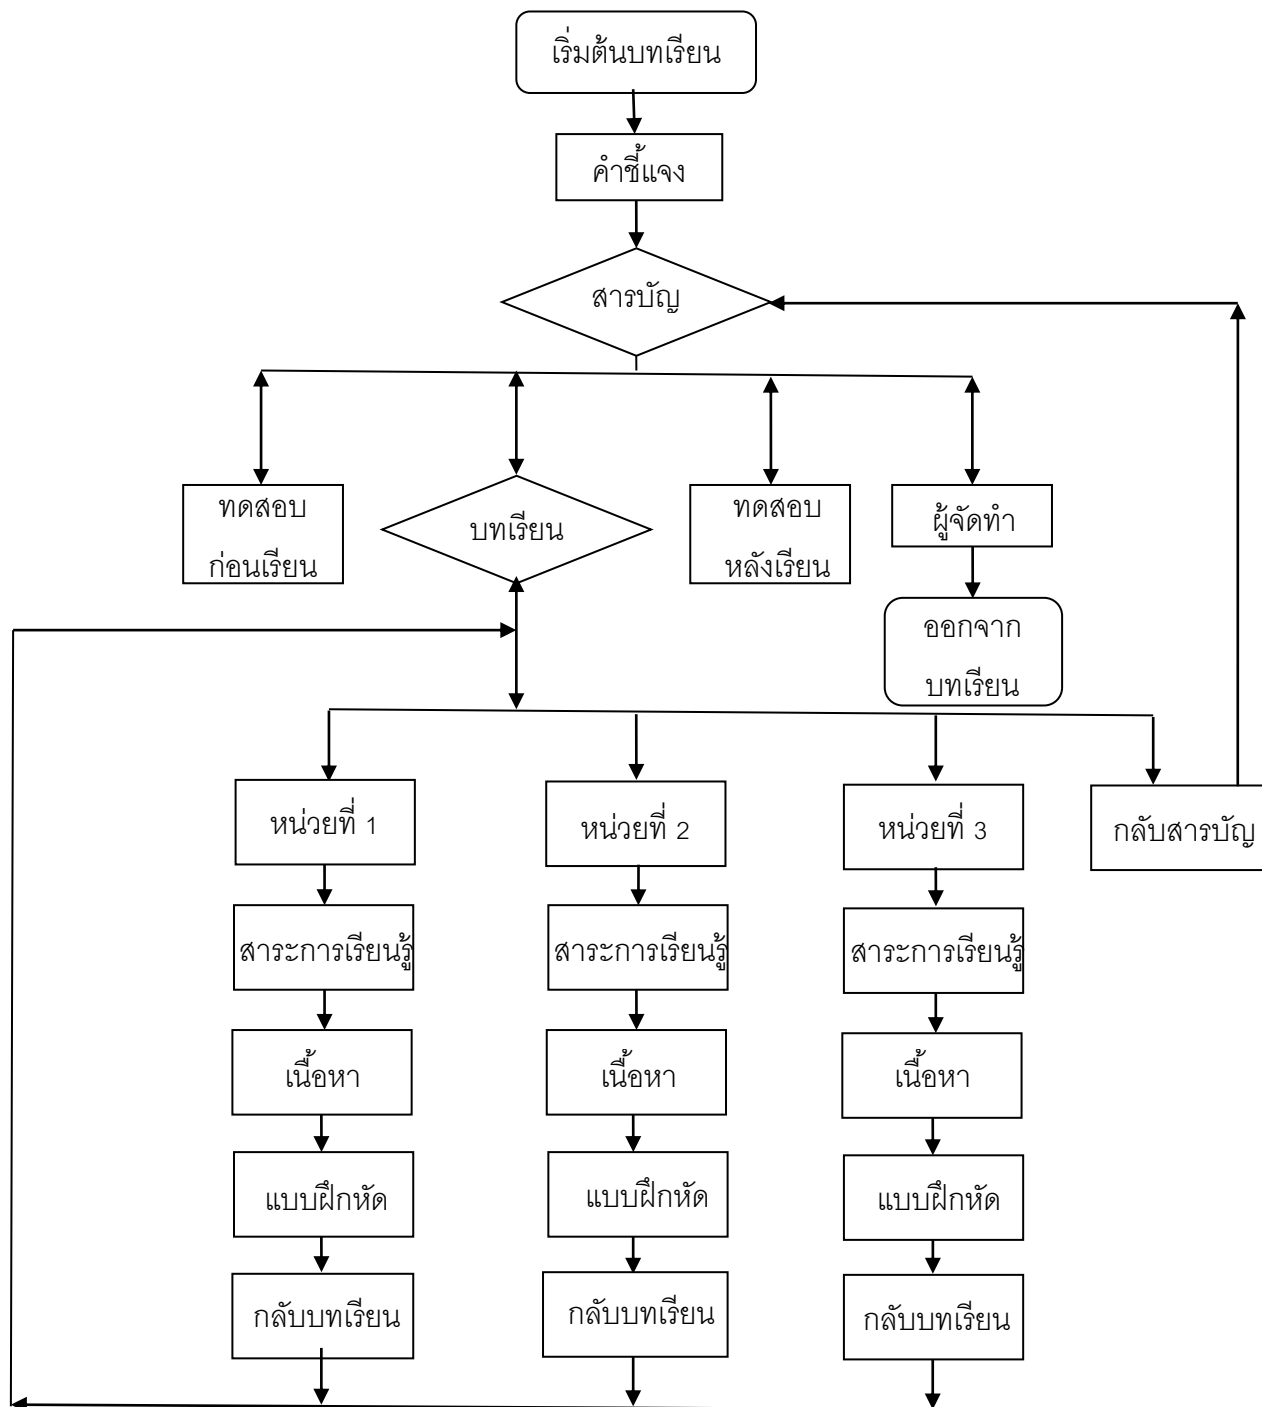 เริ่มต้นบทเรียน
คำชี้แจง
สารบัญ
ทดสอบ
ก่อนเรียน
บทเรียน
ทดสอบ
หลังเรียน
ผู้จัดทำ
ออกจาก
บทเรียน
หน่วยที่ 1
หน่วยที่ 2
หน่วยที่ 3
กลับสารบัญ
สาระการเรียนรู้
สาระการเรียนรู้
สาระการเรียนรู้
เนื้อหา
เนื้อหา
เนื้อหา
แบบฝึกหัด
แบบฝึกหัด
แบบฝึกหัด
กลับบทเรียน
กลับบทเรียน
กลับบทเรียน